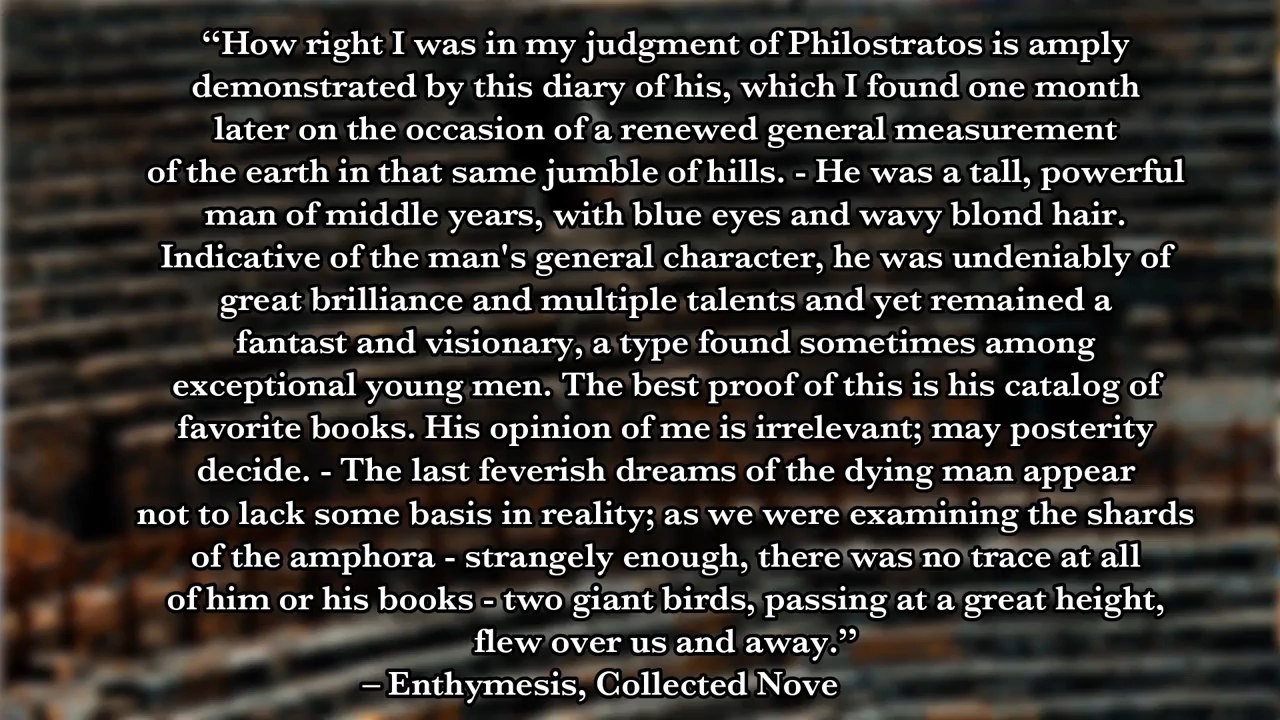 “How right I was in my judgment of Philostratos is amply
demonstrated by this diary of his, which I found one month
later on the occasion of a renewed general measurement
of the earth in that same jumble of hills. - He was a tall, powerful
man of middle years, with blue eyes and wavy blond hair.
Indicative of the man's general character, he was undeniably of
great brilliance and multiple talents and yet remained a
fantast and visionary, a type found sometimes among
exceptional young men. The best proof of this is his catalog of
favorite books. His opinion of me is irrelevant; may posterity
decide. - The last feverish dreams of the dying man appear
not to lack some basis in reality; as we were examining the shards
of the amphora - strangely enough, there was no trace at all
of him or his books - two giant birds, passing at a great height,
flew over us and away.”
– Enthymesis, Collected Nove